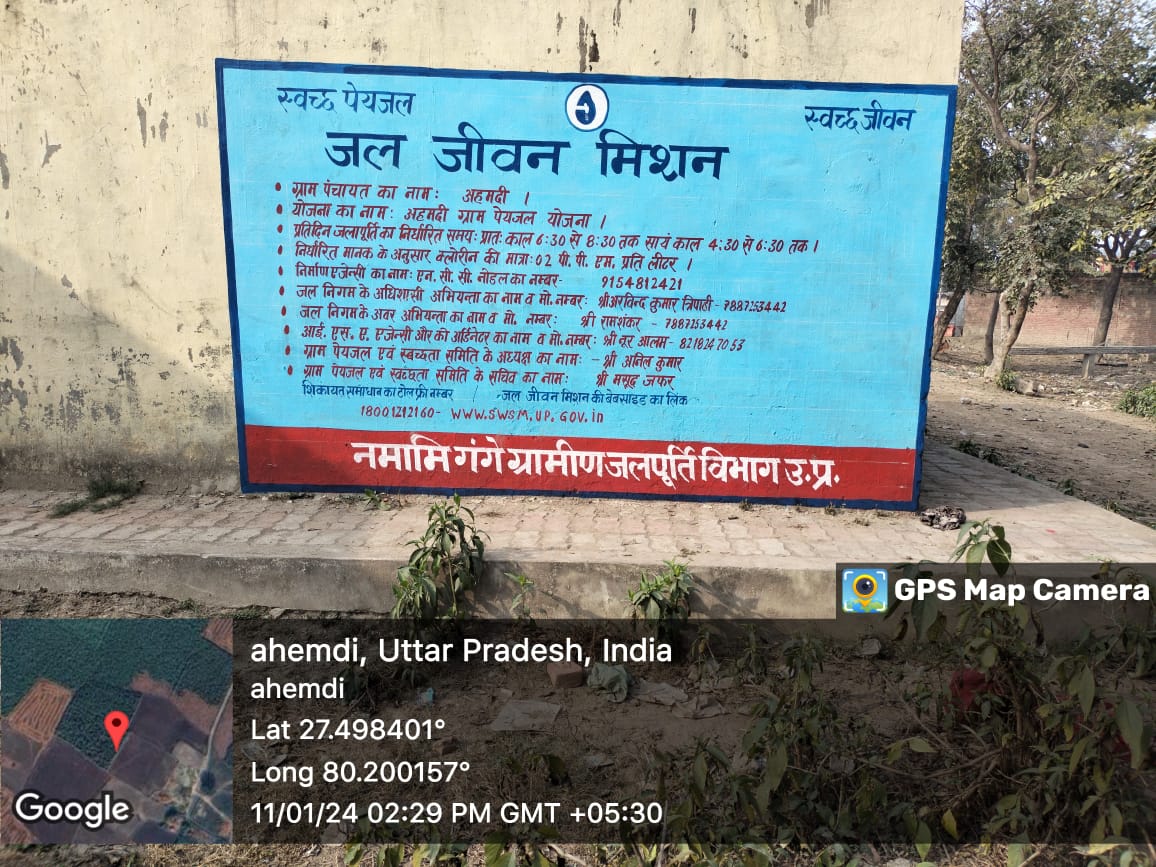 स्वच्छ पेयजल
स्वच्छ जीवन
जल जीवन मिशन
• ग्राम पंचायत का नाम: अहमदी ।
• योजना का नाम: अहमदी ग्राम पेयजल योजना ।
• प्रतिदिन जलापूर्ति का निर्धारित समय: प्रातः काल 6:30 से 8:30 तक सायं काल 4:30 से 6:30 तक ।
• निर्धारित मानक के अनुसार क्लोरीन की मात्रा: 02 पी. पी. एम. प्रति लीटर ।
• निर्माण एजेन्सी का नाम: एन. सी. सी. नोडल का नम्बर- 9154812421
• जल निगम के अधिशासी अभियन्ता का नाम व मो. नम्बर: श्री अरविन्द कुमार त्रिपाठी - 7887253442
• जल निगम के अवर अभियन्ता का नाम व मो. नम्बर: श्री रामशंकर - 7887253442
• आई. एस. ए. एजेन्सी और को आर्डिनेटर का नाम व मो. नम्बर: श्री नूर आलम- 8218247053
• ग्राम पेयजल एवं स्वच्छता समिति के अध्यक्ष का नाम: - श्री अनिल कुमार
• ग्राम पेयजल एवं स्वच्छता समिति के सचिव का नाम: श्री मसूद जफर
शिकायत समाधान का टोल फ्री नम्बर / जल जीवन मिशन की बेबसाइड का लिंक
18001212160- WWW.SWSM.UP.GOV.in
नमामि गंगे ग्रामीण जलपूर्ति विभाग उ.प्र.
GPS Map Camera
ahemdi, Uttar Pradesh, India
ahemdi
Lat 27.498401°
Long 80.200157°
11/01/24 02:29 PM GMT +05:30
Google